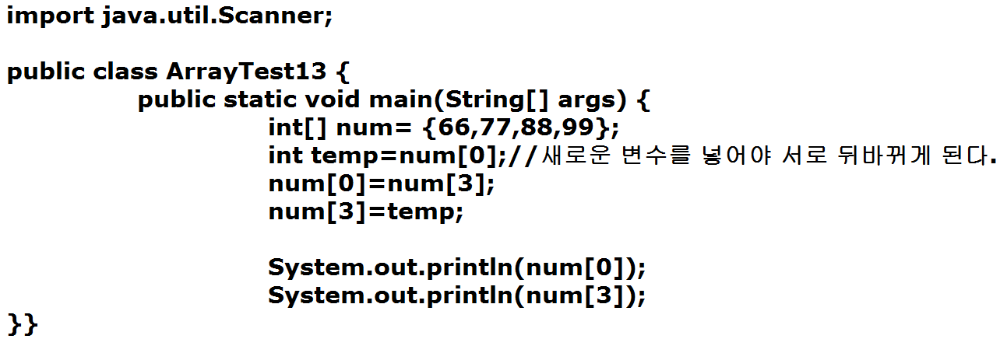 import java.util.Scanner;
public class ArrayTest13 {
public static void main(String[] args) {
int[] num= {66,77,88,99};
int temp=num[0];//새로운 변수를 넣어야 서로 뒤바뀌게 된다.
num[0]=num[3];
num[3]=temp;
System.out.println(num[0]);
System.out.println(num[3]);
}}